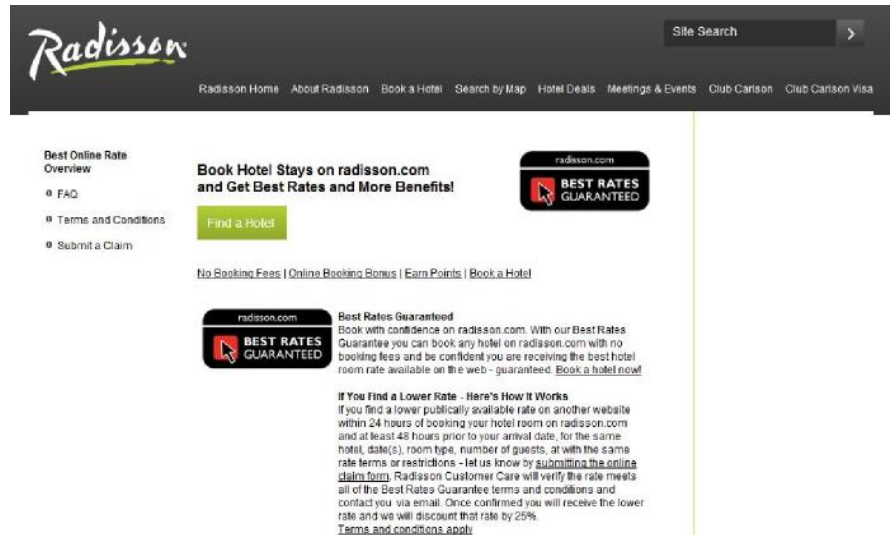 Radisson
Site Search
Radisson Home About Radisson Book a Hotel Search by Map Hotel Deals Meetings & Events Club Carlson Club Carlson Visa
Best Online Rate
Overview
FAQ
Terms and Conditions
Submit a Claim
Book Hotel Stays on radisson.com
and Get Best Rates and More Benefits!
radisson.com
BEST RATES
GUARANTEED
Find a Hotel
No Booking Fees | Online Booking Bonus | Earn Points | Book a Hotel
radisson.com
BEST RATES
GUARANTEED
Best Rates Guaranteed
Book with confidence on radisson.com. With our Best Rates
Guarantee you can book any hotel on radisson.com with no
booking fees and be confident you are receiving the best hotel
room rate available on the web - guaranteed. Book a hotel now!
If You Find a Lower Rate - Here's How It Works
If you find a lower publically available rate on another website
within 24 hours of booking your hotel room on radisson.com
and at least 48 hours prior to your arrival date, for the same
hotel, date(s), room type, number of guests, at with the same
rate terms or restrictions - let us know by submitting the online
claim form. Radisson Customer Care will verify the rate meets
all of the Best Rates Guarantee terms and conditions and
contact you via email. Once confirmed you will receive the lower
rate and we will discount that rate by 25%.
Terms and conditions apply